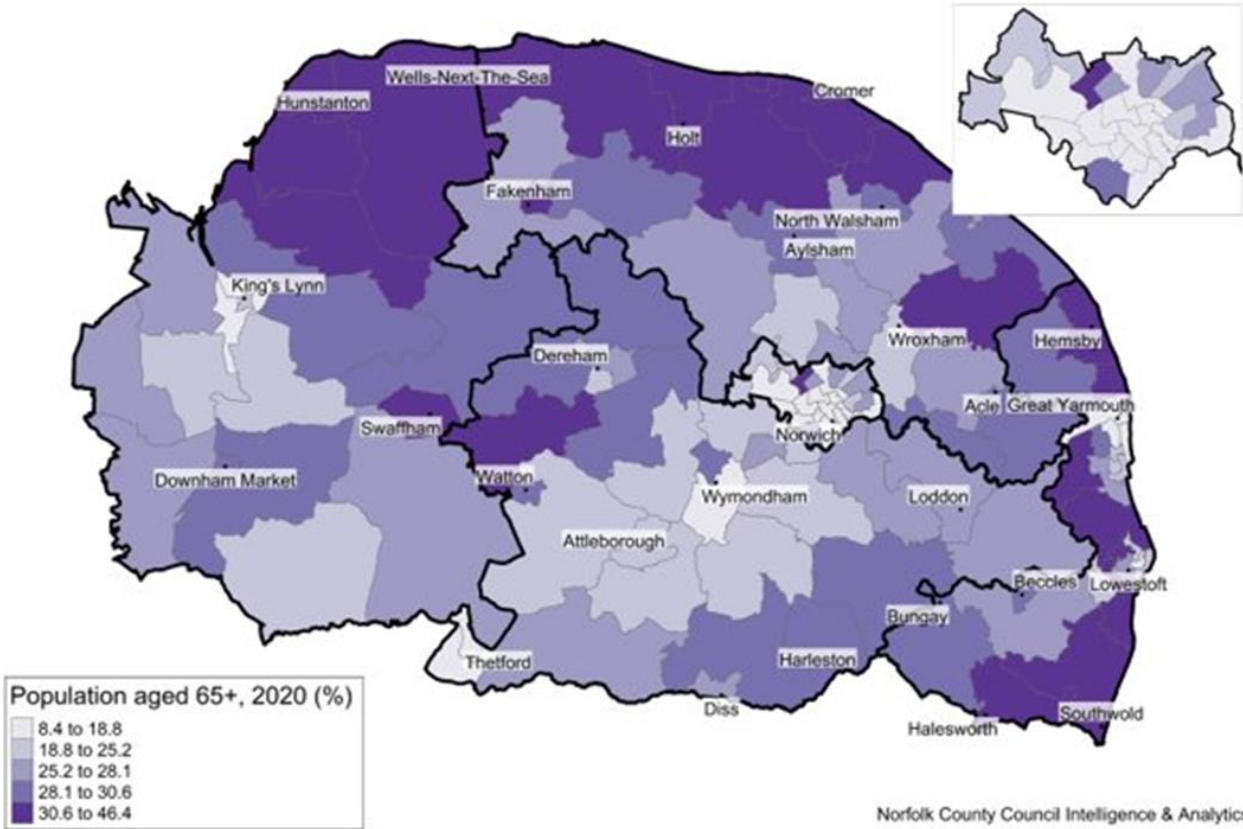 Wells-Next-The-Sea
Hunstanton
Cromer
Holt
Fakenham
North Walsham
Aylsham
King's Lynn
Wroxham
Hemsby
Dereham
Acle
Great Yarmouth
Swaffham
Norwich
Downham Market
Watton
Wymondham
Loddon
Attleborough
Beccles
Lowestoft
Bungay
Thetford
Harleston
Diss
Southwold
Halesworth
Population aged 65+, 2020 (%)
8.4 to 18.8
18.8 to 25.2
25.2 to 28.1
28.1 to 30.6
30.6 to 46.4
Norfolk County Council Intelligence & Analytics